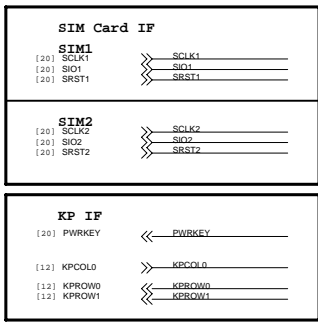 SIM Card IF
SIM1
[20] SCLK1 SCLK1
[20] SIO1 SIO1
[20] SRST1 SRST1
SIM2
[20] SCLK2 SCLK2
[20] SIO2 SIO2
[20] SRST2 SRST2
KP IF
[20] PWRKEY PWRKEY
[12] KPCOL0 KPCOL0
[12] KPROW0 KPROW0
[12] KPROW1 KPROW1